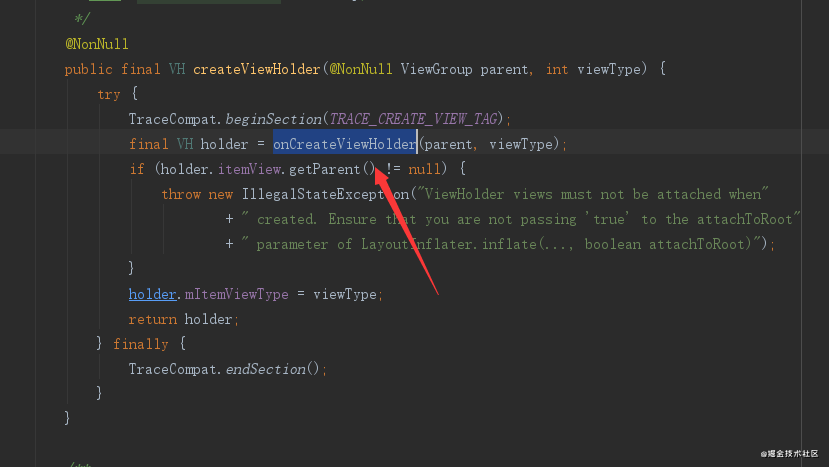 */
@NonNull
public final VH createViewHolder(@NonNull ViewGroup parent, int viewType) {
try {
TraceCompat.beginSection(TRACE_CREATE_VIEW_TAG);
final VH holder = onCreateViewHolder(parent, viewType);
if (holder.itemView.getParent() != null) {
throw new IllegalStateException("ViewHolder views must not be attached when"
+ " created. Ensure that you are not passing 'true' to the attachToRoot"
+ " parameter of LayoutInflater.inflate(..., boolean attachToRoot)");
}
holder.mItemViewType = viewType;
return holder;
} finally {
TraceCompat.endSection();
}
}
/**
@掘金技术社区